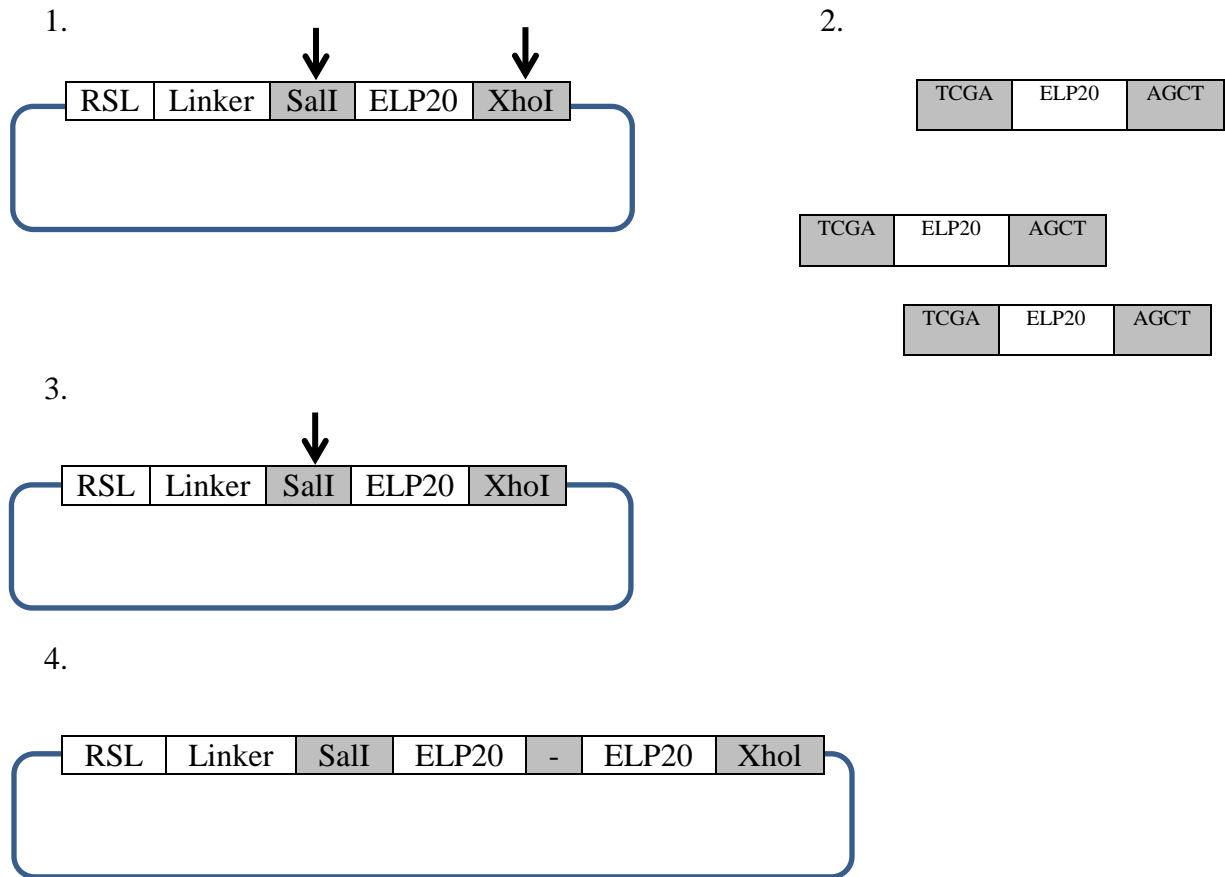 1.
RSL Linker SalI ELP20 XhoI
2.
TCGA ELP20 AGCT
TCGA ELP20 AGCT
TCGA ELP20 AGCT
3.
RSL Linker SalI ELP20 XhoI
4.
RSL Linker SalI ELP20 - ELP20 Xhol